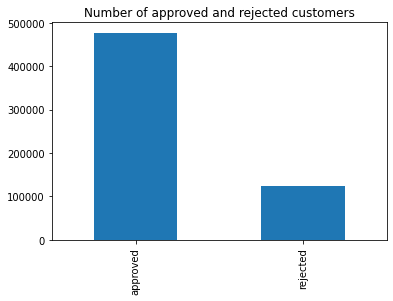 Number of approved and rejected customers
500000
400000
300000
200000
100000
0
approved
rejected